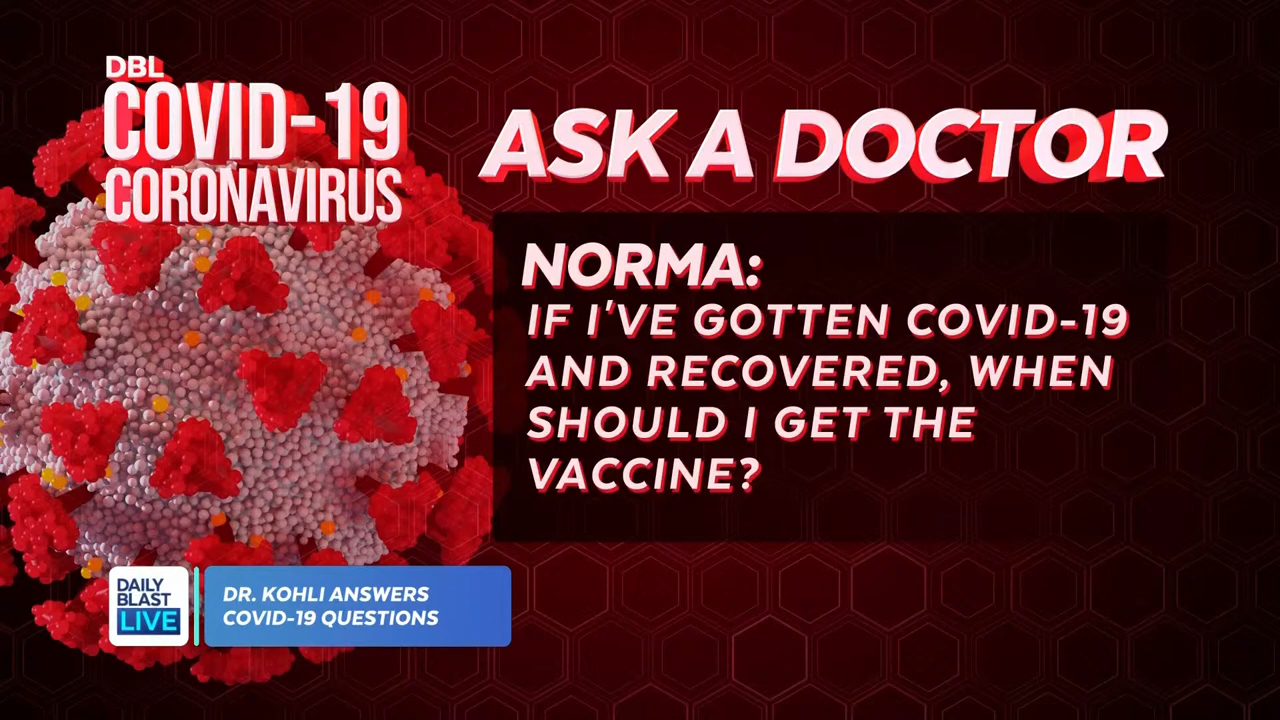 DBL
COVID-19
CORONAVIRUS
ASK A DOCTOR
NORMA:
IF I'VE GOTTEN COVID-19
AND RECOVERED, WHEN
SHOULD I GET THE
VACCINE?
DAILY
BLAST
LIVE
DR. KOHLI ANSWERS
COVID-19 QUESTIONS